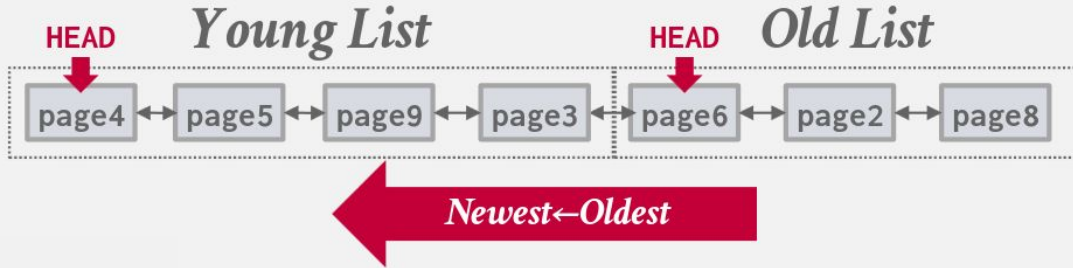 Young List Old List
HEAD HEAD
page4 page5 page9 page3 page6 page2 page8
Newest←Oldest